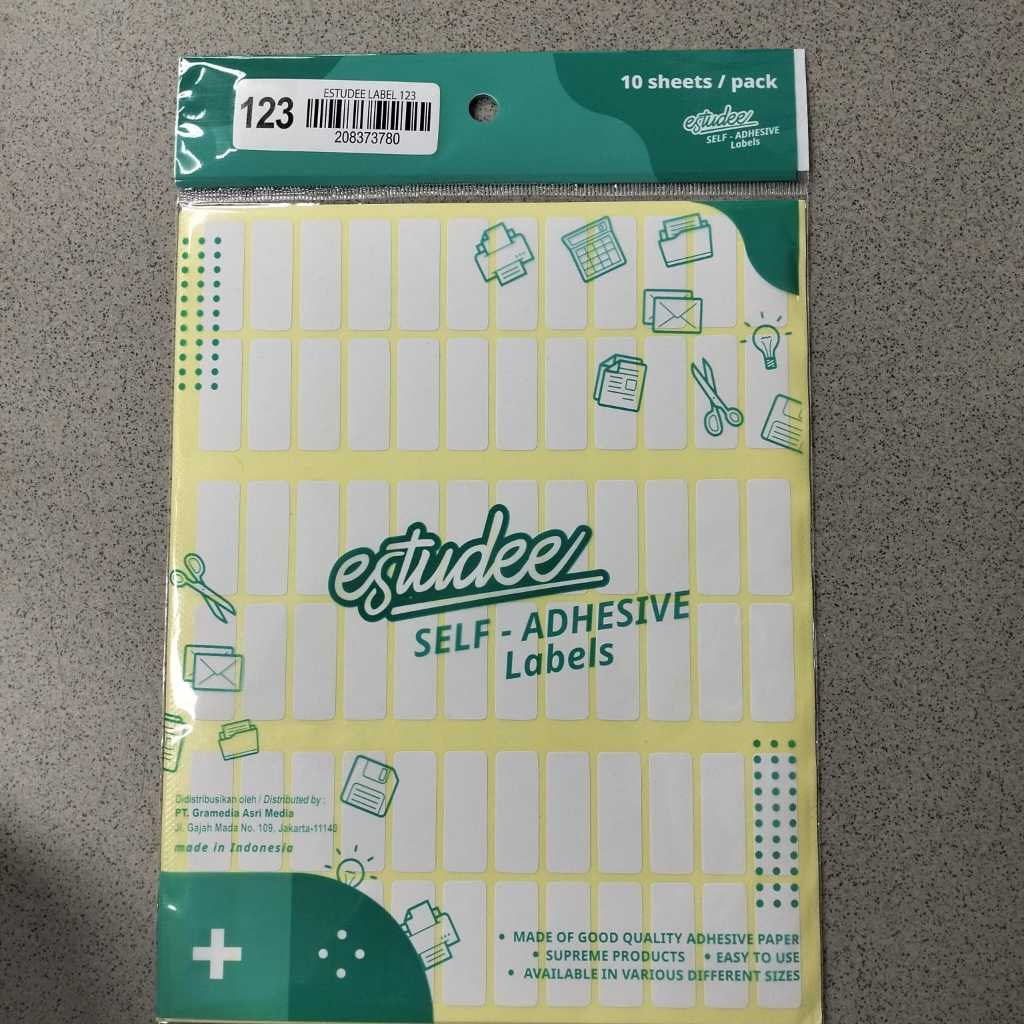 123
ESTUDEE LABEL 123
208373780
10 sheets / pack
estudee
SELF - ADHESIVE
Labels
estudee
SELF - ADHESIVE
Labels
Didistribusikan oleh / Distributed by :
PT. Gramedia Asri Media
Jl. Gajah Mada No. 109, Jakarta-11140
made in Indonesia
• MADE OF GOOD QUALITY ADHESIVE PAPER
• SUPREME PRODUCTS • EASY TO USE
• AVAILABLE IN VARIOUS DIFFERENT SIZES